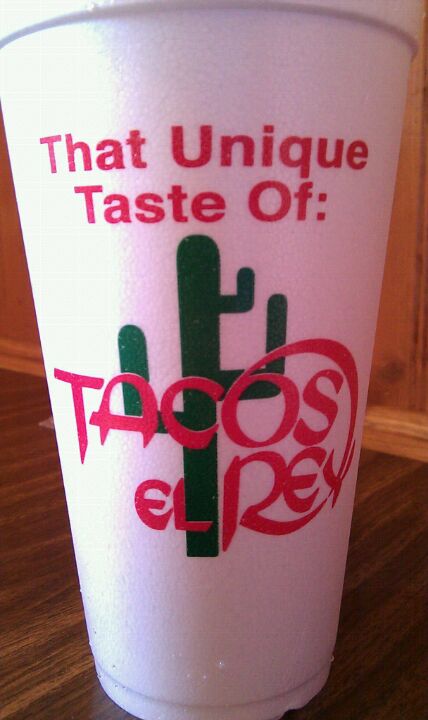 That Unique
Taste Of:
TACOS
EL REY